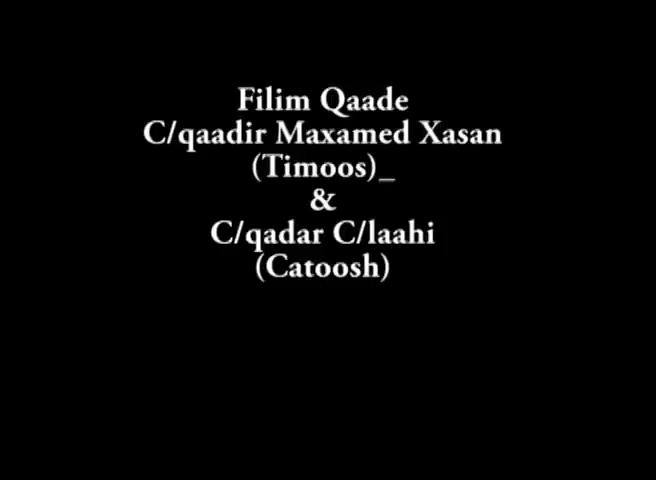 Filim Qaade
C/qaadir Maxamed Xasan
(Timoos)_
&
C/qadar C/laahi
(Catoosh)